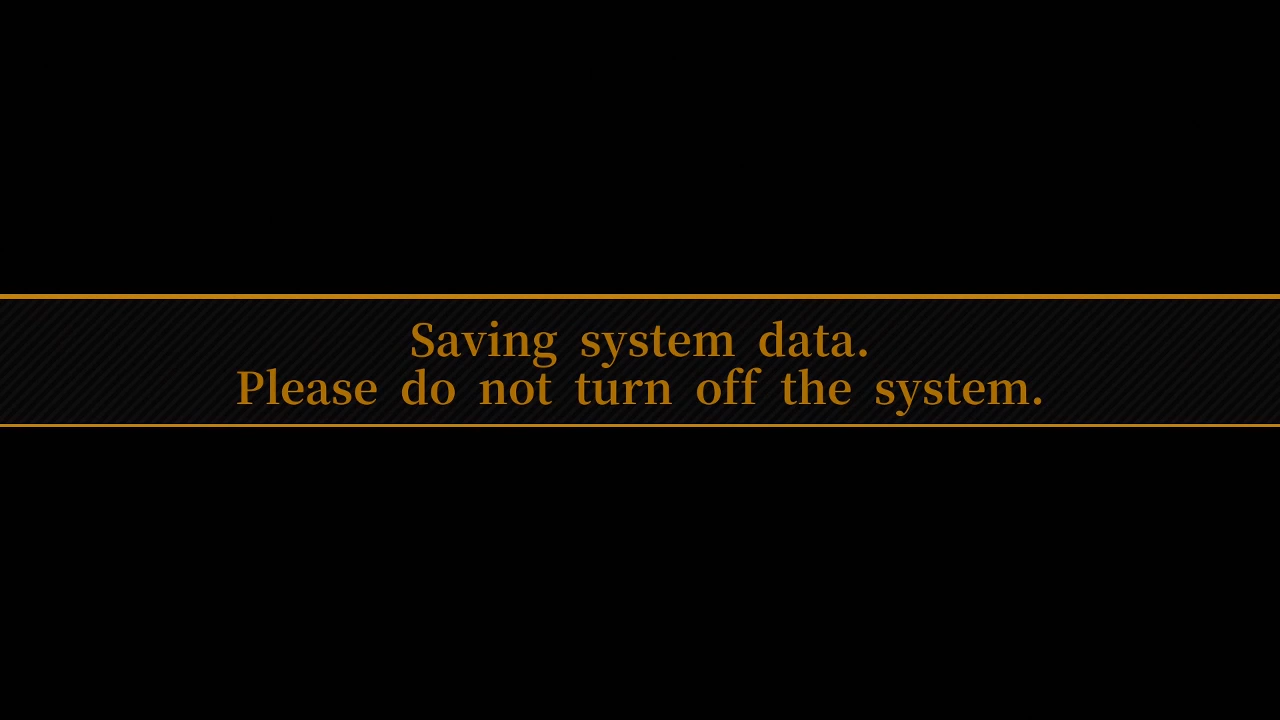 Saving system data.
Please do not turn off the system.